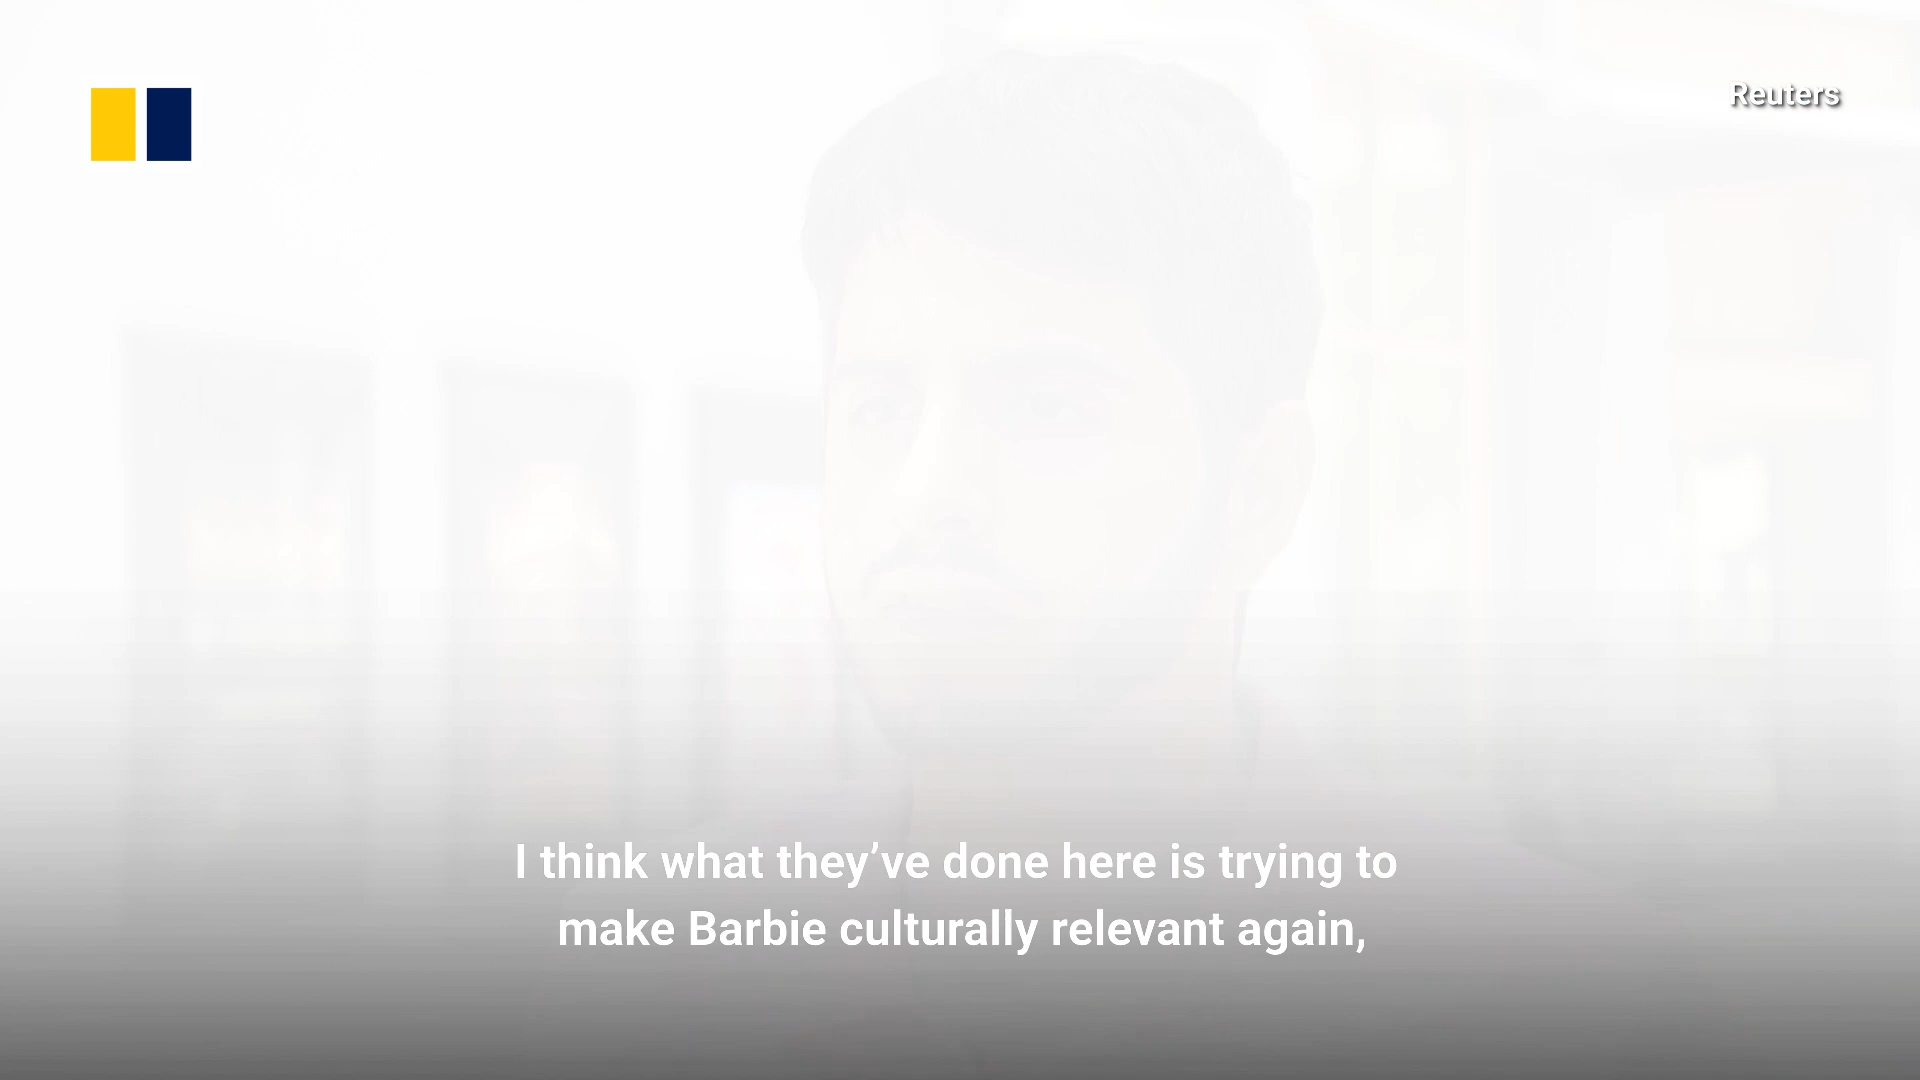 Reuters
I think what they’ve done here is trying to
make Barbie culturally relevant again,